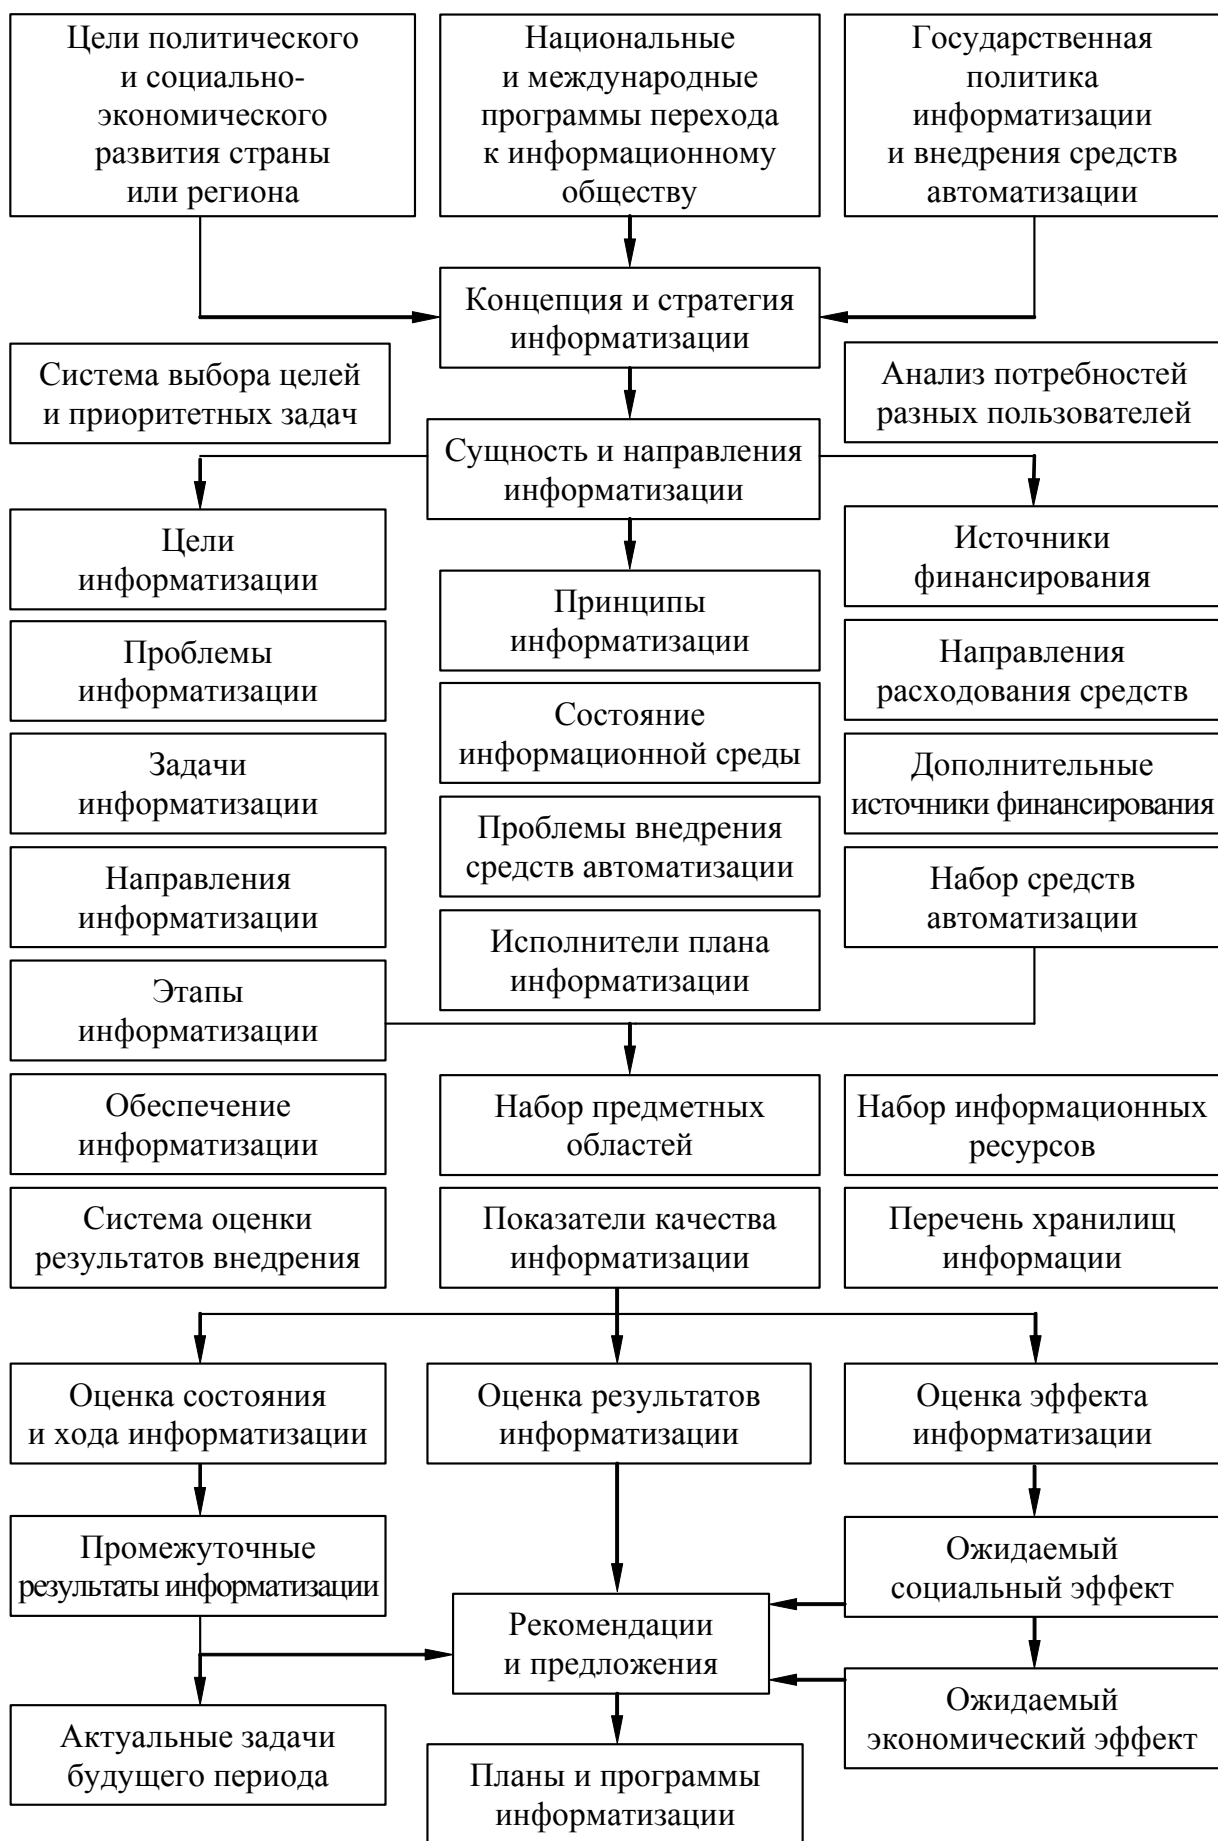 Цели политического
и социально-
экономического
развития страны
или региона
Национальные
и международные
программы перехода
к информационному
обществу
Государственная
политика
информатизации
и внедрения средств
автоматизации
Концепция и стратегия
информатизации
Система выбора целей
и приоритетных задач
Анализ потребностей
разных пользователей
Сущность и направления
информатизации
Цели
информатизации
Источники
финансирования
Принципы
информатизации
Проблемы
информатизации
Направления
расходования средств
Состояние
информационной среды
Задачи
информатизации
Дополнительные
источники финансирования
Проблемы внедрения
средств автоматизации
Направления
информатизации
Набор средств
автоматизации
Исполнители плана
информатизации
Этапы
информатизации
Обеспечение
информатизации
Набор предметных
областей
Набор информационных
ресурсов
Система оценки
результатов внедрения
Показатели качества
информатизации
Перечень хранилищ
информации
Оценка состояния
и хода информатизации
Оценка результатов
информатизации
Оценка эффекта
информатизации
Промежуточные
результаты информатизации
Ожидаемый
социальный эффект
Рекомендации
и предложения
Актуальные задачи
будущего периода
Ожидаемый
экономический эффект
Планы и программы
информатизации